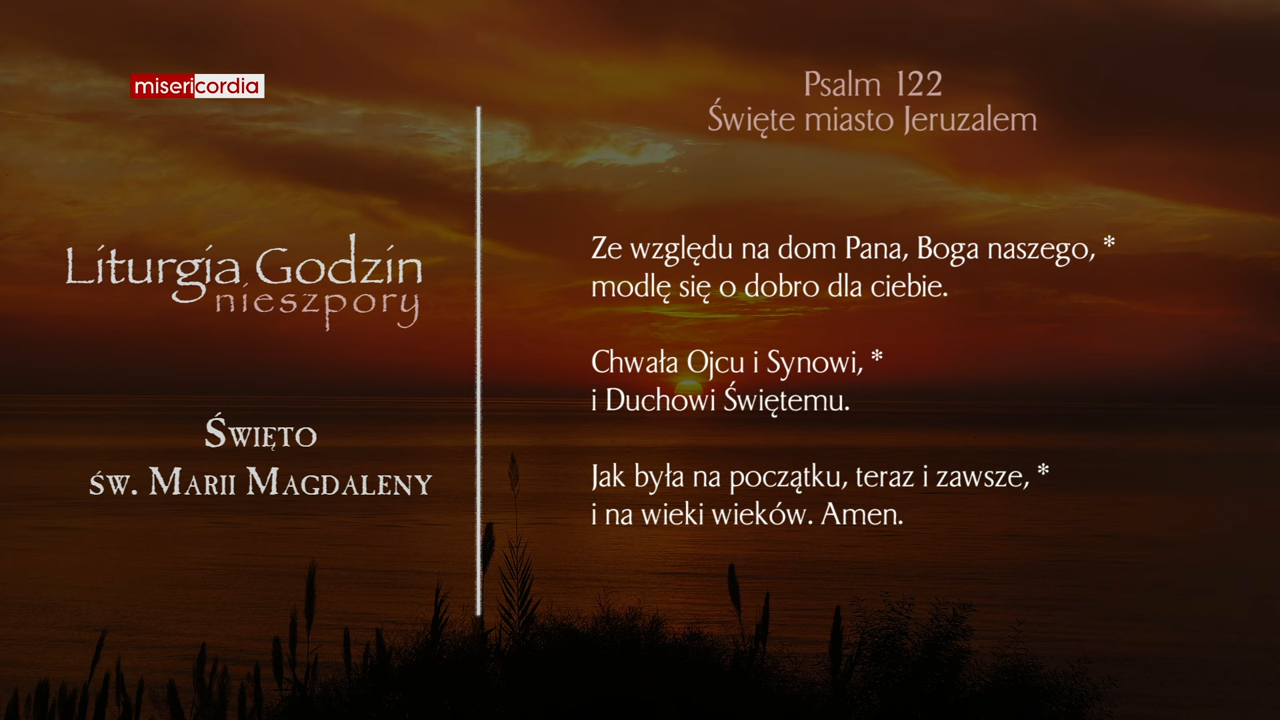 misericordia
Liturgia Godzin
nieszpory
Święto
św. Marii Magdaleny
Psalm 122
Święte miasto Jeruzalem
Ze względu na dom Pana, Boga naszego, *
modlę się o dobro dla ciebie.
Chwała Ojcu i Synowi, *
i Duchowi Świętemu.
Jak była na początku, teraz i zawsze, *
i na wieki wieków. Amen.